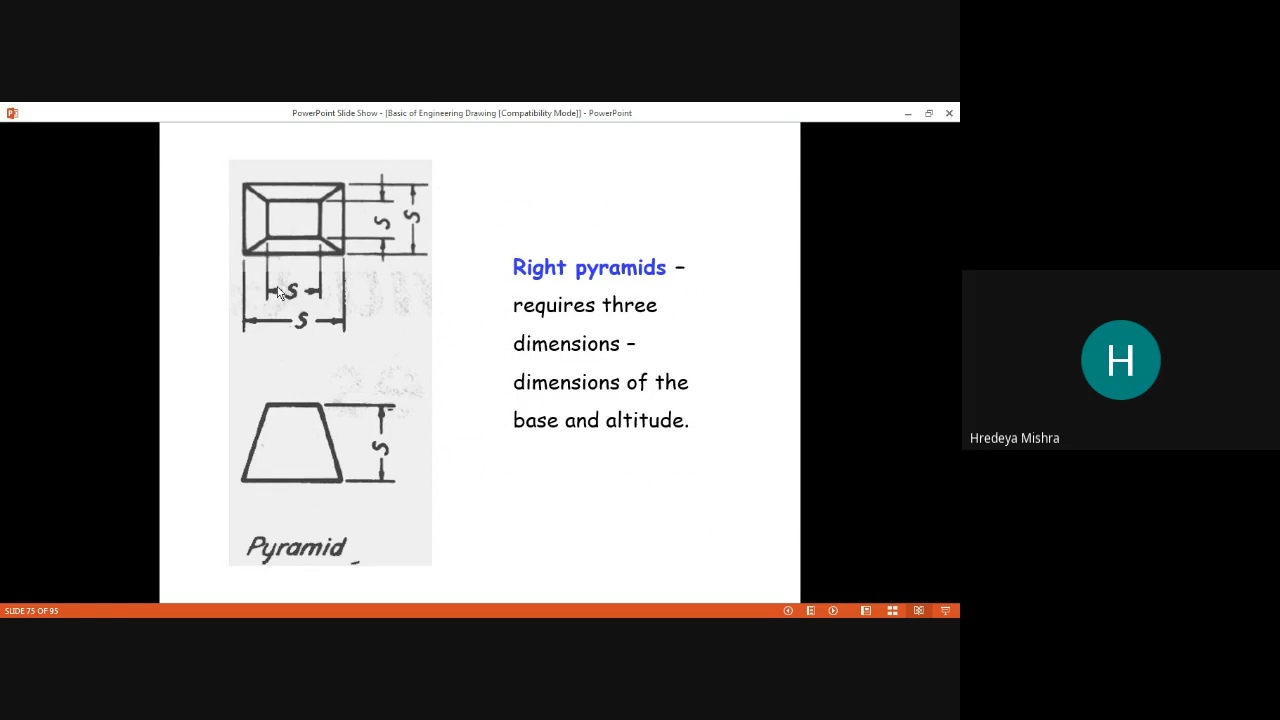 PowerPoint Slide Show - [Basic of Engineering Drawing [Compatibility Mode]] - PowerPoint
S
S
S
S
Right pyramids –
requires three
dimensions –
dimensions of the
base and altitude.
S
Pyramid
H
Hredeya Mishra
SLIDE 75 OF 95